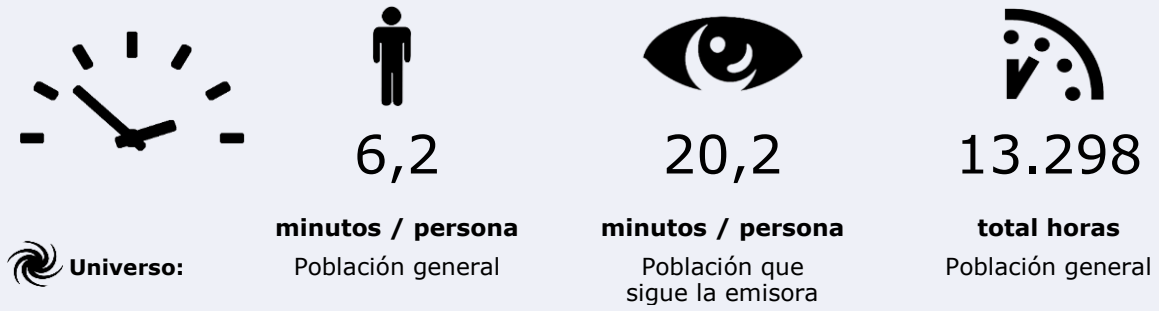 6,2
20,2
13.298
minutos / persona
minutos / persona
total horas
Universo:
Población general
Población que
sigue la emisora
Población general